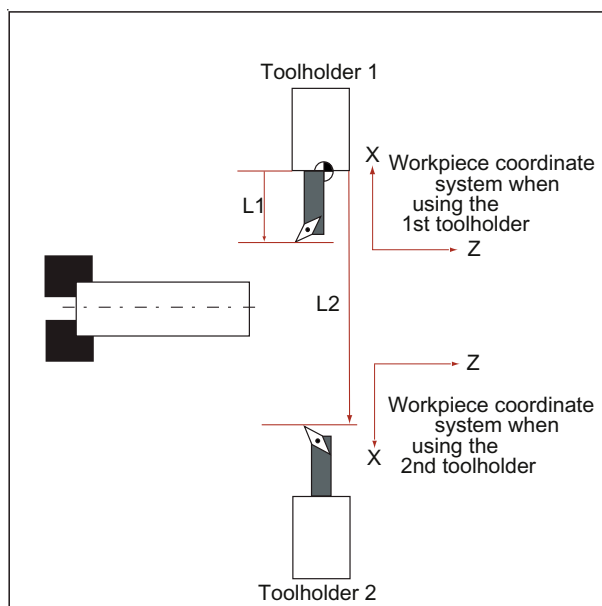 Toolholder 1
X
Workpiece coordinate
system when
using the
1st toolholder
L1
Z
L2
Z
Workpiece coordinate
system when
using the
2nd toolholder
X
Toolholder 2